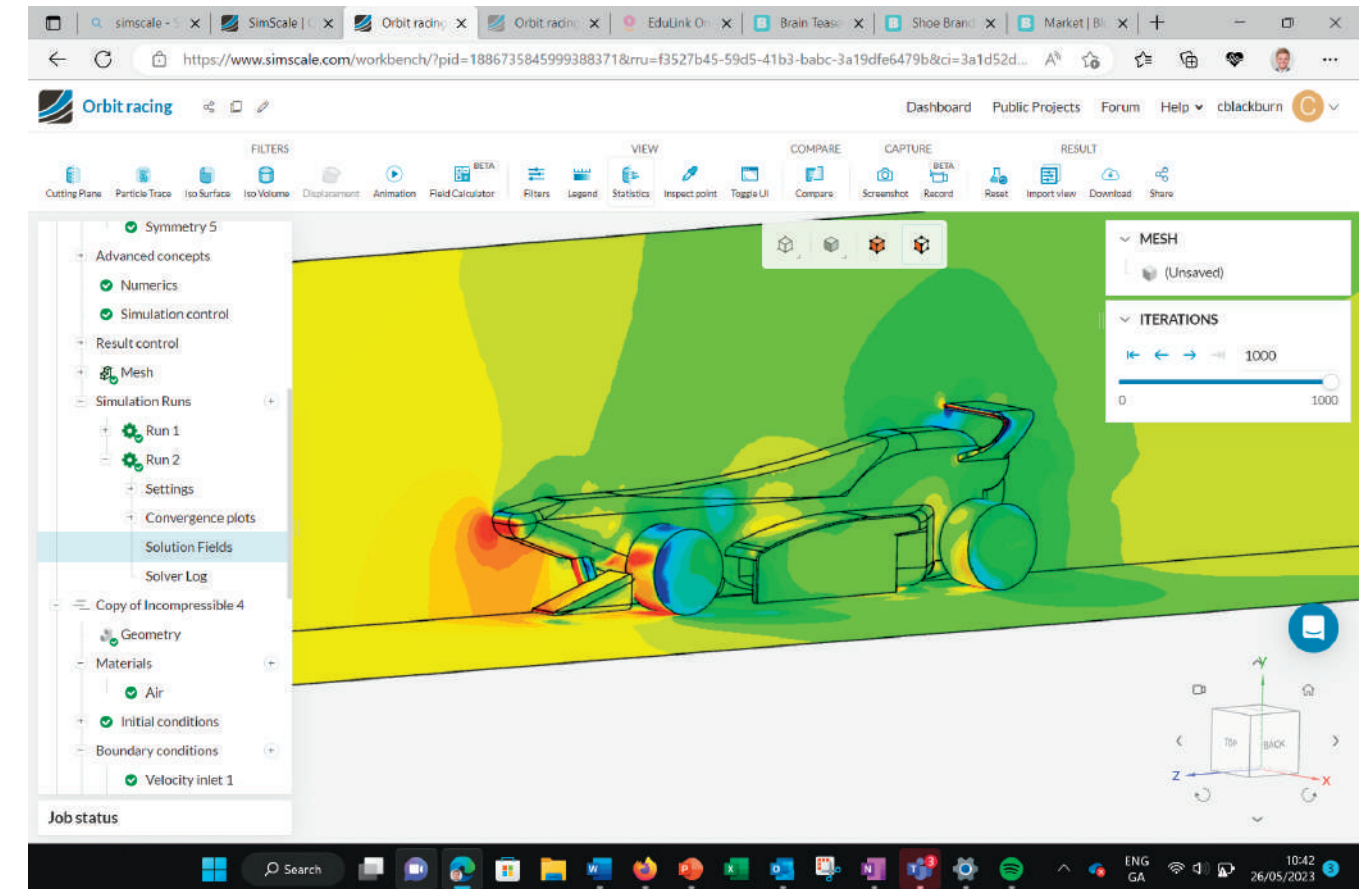 simscale - S
SimScale | C
Orbit racing
Orbit racing
EduLink On
Brain Tease
Shoe Brand
Market | Bl
https://www.simscale.com/workbench/?pid=1886735845999388371&rru=f3527b45-59d5-41b3-babc-3a19dfe6479b&ci=3a1d52d...
Orbit racing
Dashboard Public Projects Forum Help cblackburn C
FILTERS VIEW COMPARE CAPTURE RESULT
BETA BETA
Cutting Plane Particle Trace Iso Surface Iso Volume Displacement Animation Field Calculator Filters Legend Statistics Inspect point Toggle UI Compare Screenshot Record Reset Import view Download Share
Symmetry 5
Advanced concepts
Numerics
Simulation control
Result control
Mesh
Simulation Runs
Run 1
Run 2
Settings
Convergence plots
Solution Fields
Solver Log
Copy of Incompressible 4
Geometry
Materials
Air
Initial conditions
Boundary conditions
Velocity inlet 1
Job status
MESH
(Unsaved)
ITERATIONS
1000
0 1000
Y
TOP BACK
Z X
Search
ENG
GA
10:42
26/05/2023
3
3